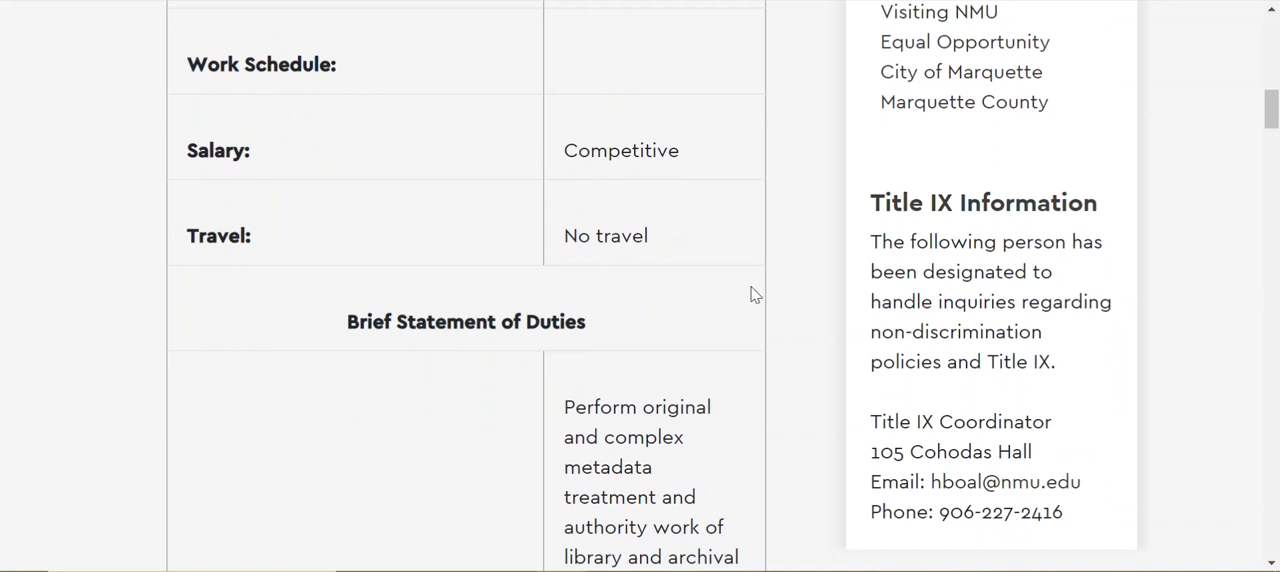 Work Schedule:
Salary:
Competitive
Travel:
No travel
Brief Statement of Duties
Perform original
and complex
metadata
treatment and
authority work of
library and archival
Visiting NMU
Equal Opportunity
City of Marquette
Marquette County
Title IX Information
The following person has
been designated to
handle inquiries regarding
non-discrimination
policies and Title IX.
Title IX Coordinator
105 Cohodas Hall
Email: hboal@nmu.edu
Phone: 906-227-2416